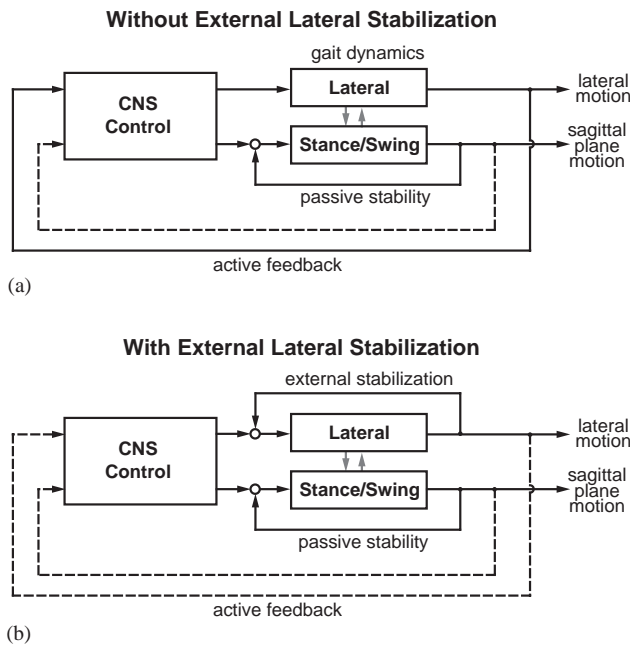 Without External Lateral Stabilization
gait dynamics
CNS
Control
Lateral
Stance/Swing
lateral
motion
sagittal
plane
motion
passive stability
active feedback
(a)
With External Lateral Stabilization
external stabilization
CNS
Control
Lateral
Stance/Swing
lateral
motion
sagittal
plane
motion
passive stability
active feedback
(b)